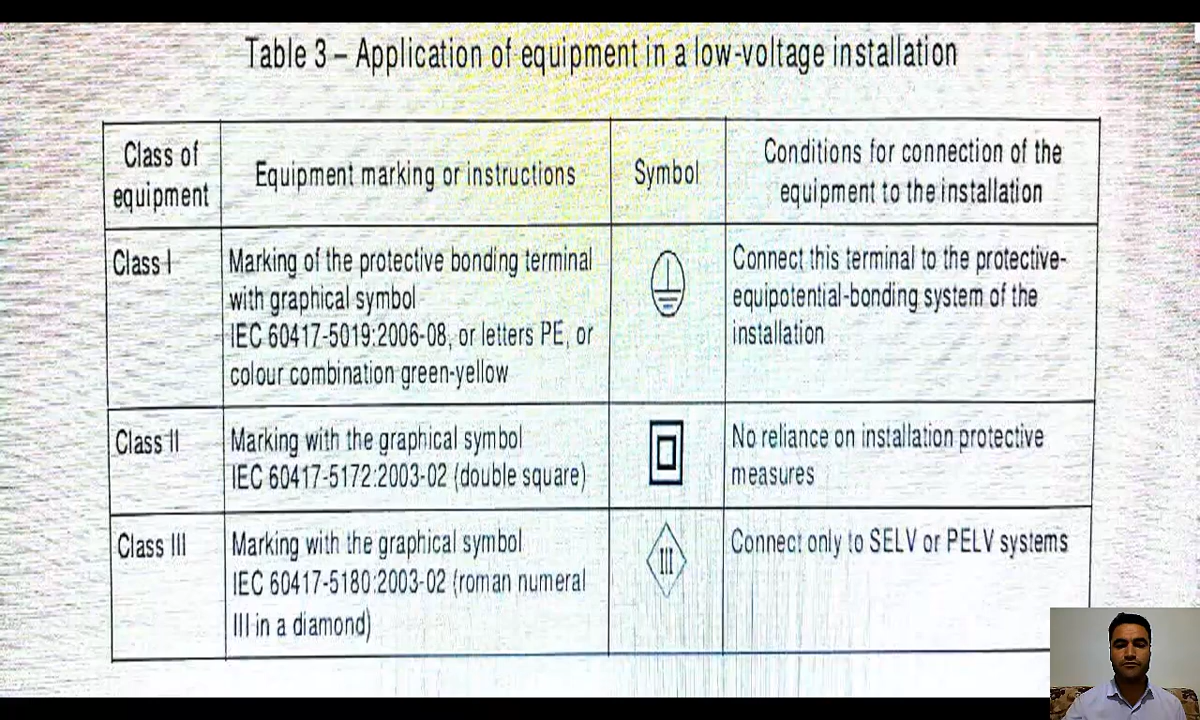 Table 3 – Application of equipment in a low-voltage installation
Class of
equipment
Equipment marking or instructions
Symbol
Conditions for connection of the
equipment to the installation
Class I
Marking of the protective bonding terminal
with graphical symbol
IEC 60417-5019:2006-08, or letters PE, or
colour combination green-yellow
Connect this terminal to the protective-
equipotential-bonding system of the
installation
Class II
Marking with the graphical symbol
IEC 60417-5172:2003-02 (double square)
No reliance on installation protective
measures
Class III
Marking with the graphical symbol
IEC 60417-5180:2003-02 (roman numeral
III in a diamond)
III
Connect only to SELV or PELV systems